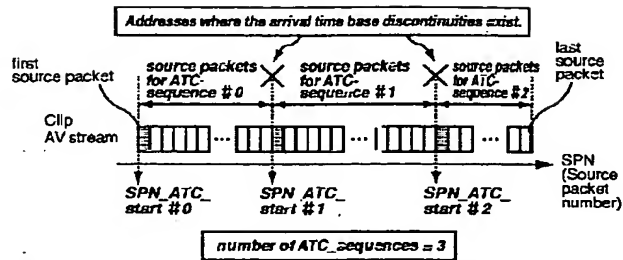 Addresses where the arrival time base discontinuities exist.
first
source packet
source packets
for ATC-
sequence #0
source packets
for ATC-
sequence #1
source packets
for ATC-
sequence #2
last
source
packet
Clip
AV stream
... ... ...
SPN
(Source
packet
number)
SPN_ATC_
start #0
SPN_ATC_
start #1
SPN_ATC_
start #2
number of ATC_sequences = 3